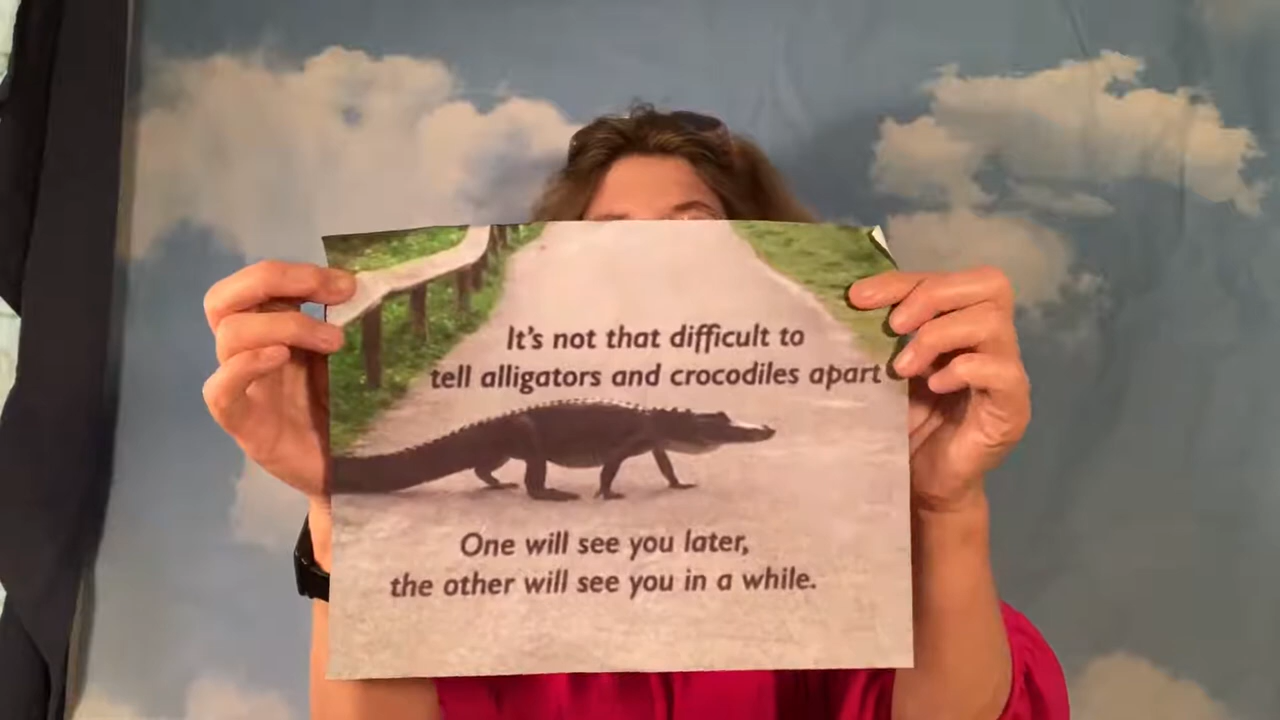 It's not that difficult to
tell alligators and crocodiles apart
One will see you later,
the other will see you in a while.